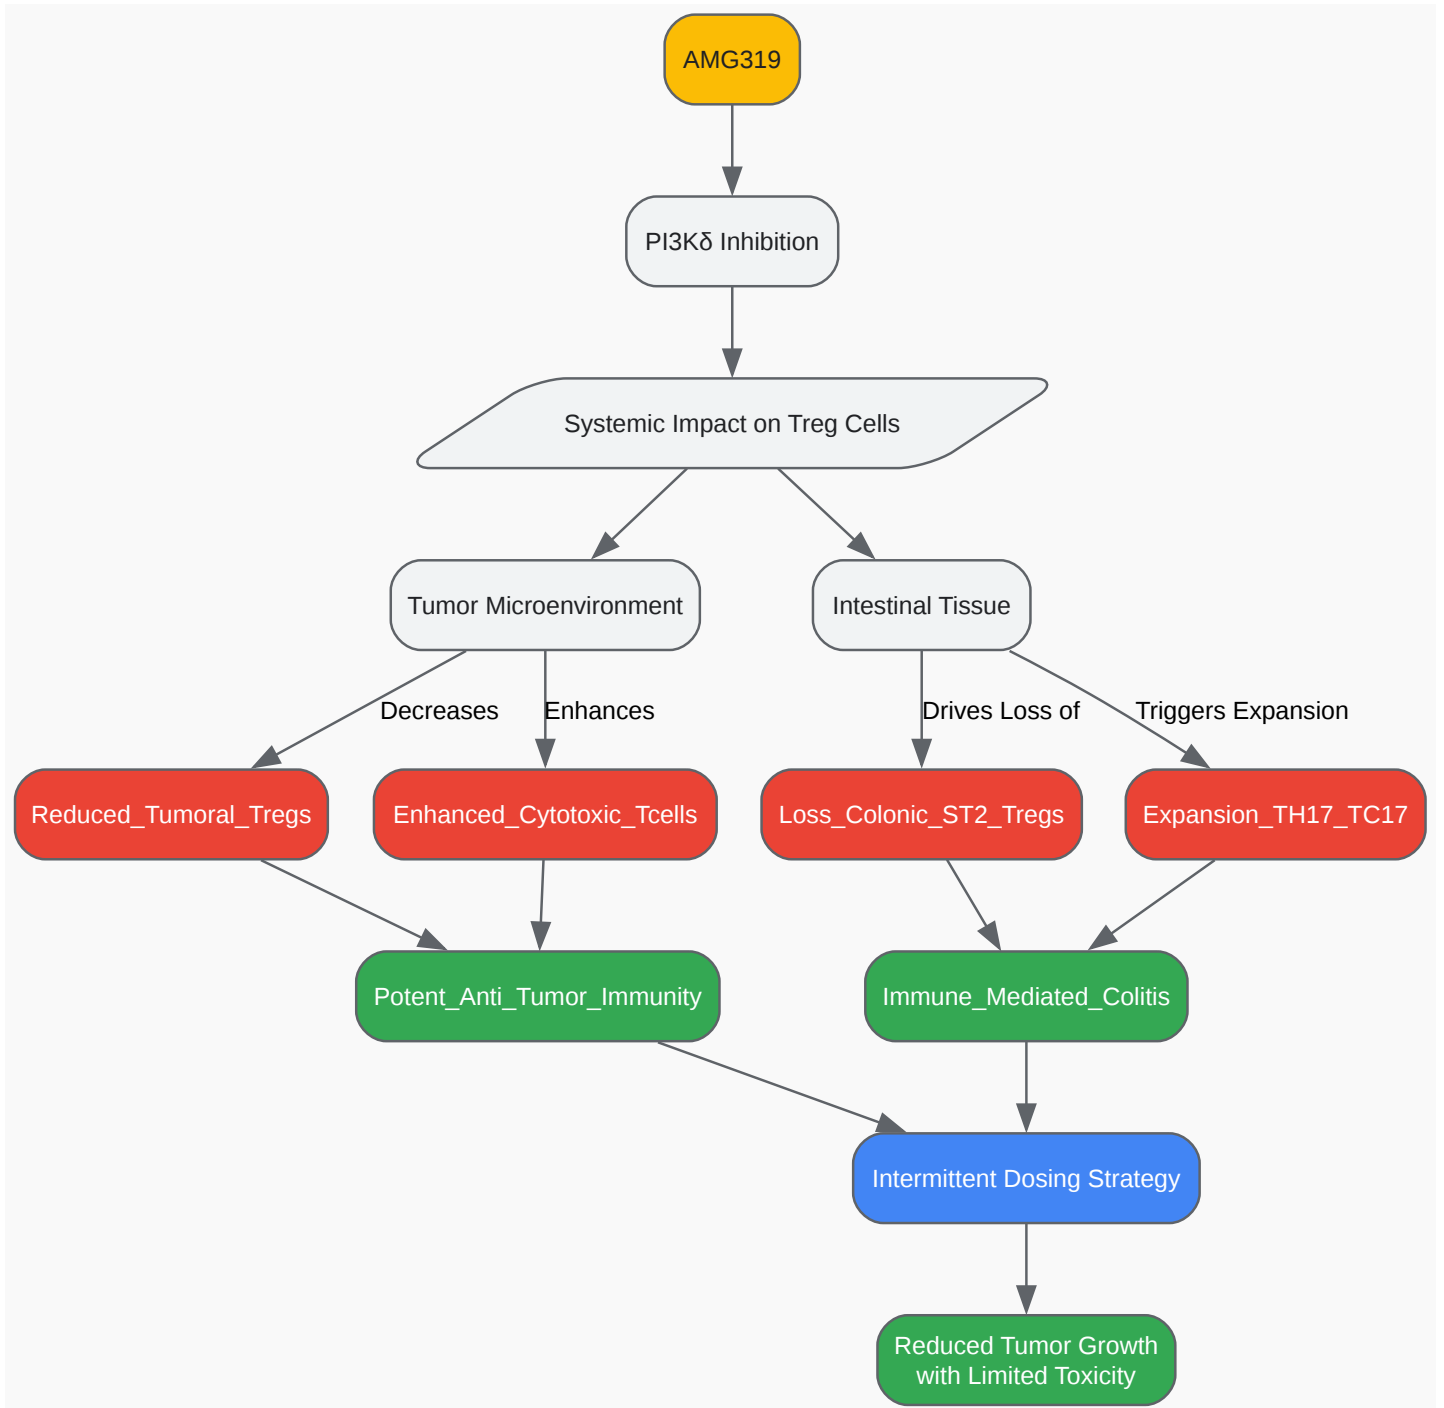 AMG319
PI3Kδ Inhibition
Systemic Impact on Treg Cells
Tumor Microenvironment
Intestinal Tissue
Decreases
Enhances
Drives Loss of
Triggers Expansion
Reduced_Tumoral_Tregs
Enhanced_Cytotoxic_Tcells
Loss_Colonic_ST2_Tregs
Expansion_TH17_TC17
Potent_Anti_Tumor_Immunity
Immune_Mediated_Colitis
Intermittent Dosing Strategy
Reduced Tumor Growth
with Limited Toxicity